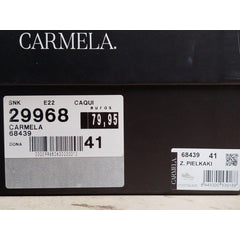 CARMELA.
SNK E22 CAQUI
euros
29968 79,95
CARMELA
68439
DONA 41
68439 41
Z. PIELKAKI
CARMELA